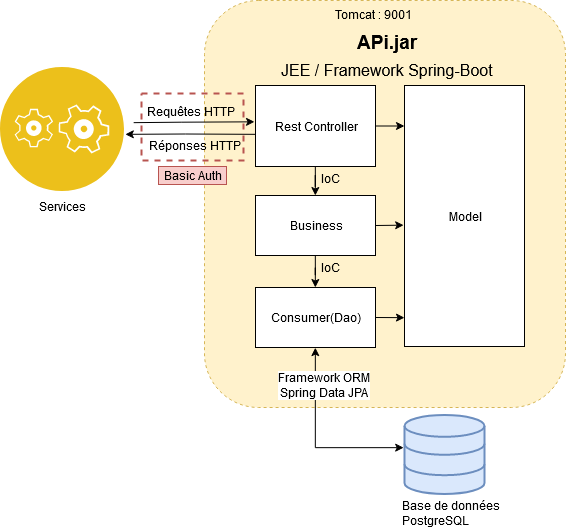 Tomcat : 9001
APi.jar
JEE / Framework Spring-Boot
Requêtes HTTP
Réponses HTTP
Basic Auth
Services
Rest Controller
IoC
Business
IoC
Consumer(Dao)
Model
Framework ORM
Spring Data JPA
Base de données
PostgreSQL